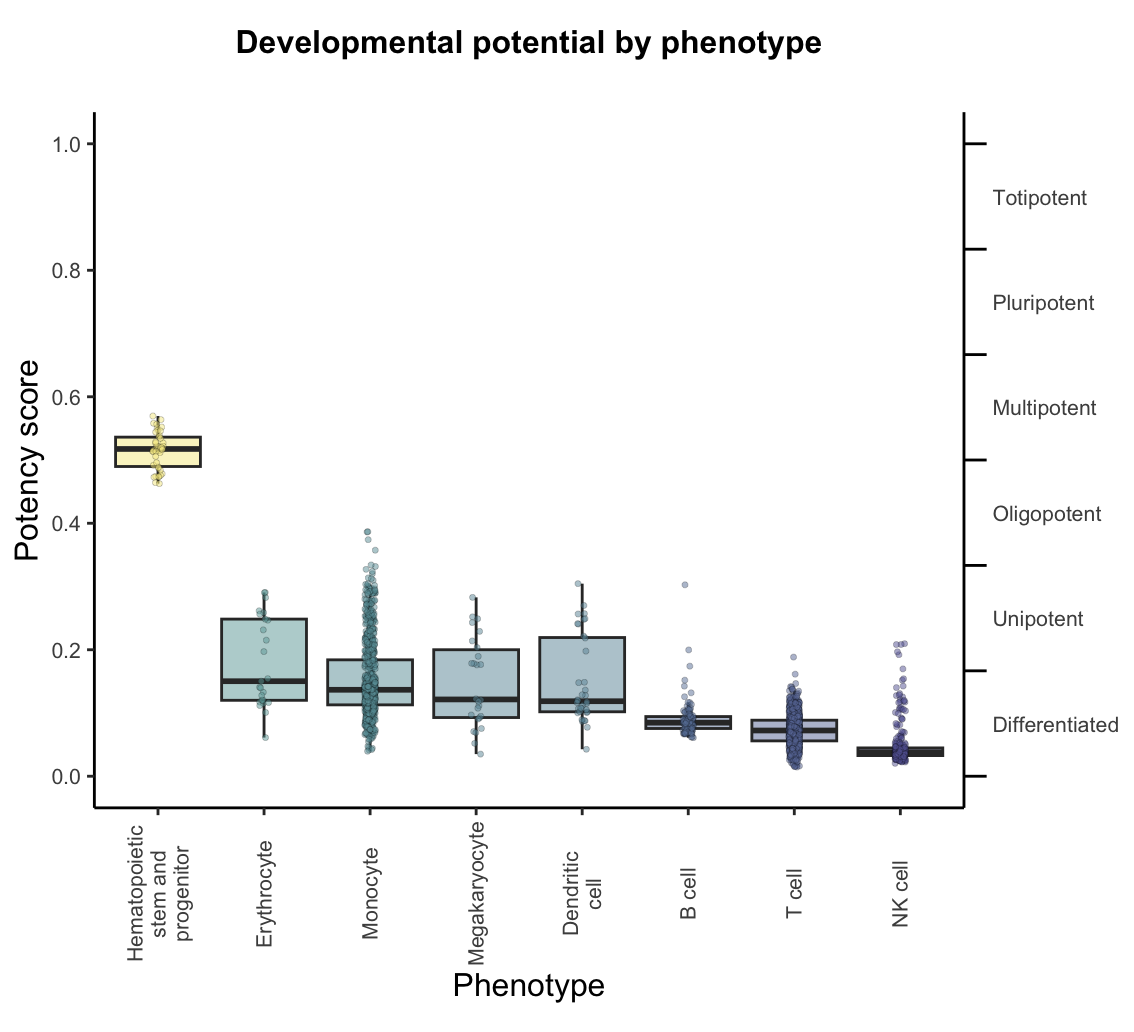 Developmental potential by phenotype
Potency score
1.0
0.8
0.6
0.4
0.2
0.0
Totipotent
Pluripotent
Multipotent
Oligopotent
Unipotent
Differentiated
Hematopoietic
stem and
progenitor
Erythrocyte
Monocyte
Megakaryocyte
Dendritic
cell
B cell
T cell
NK cell
Phenotype